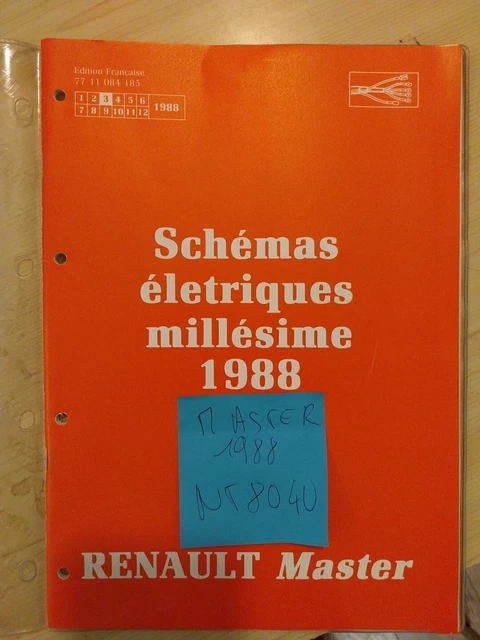 Edition Française
77 11 084 185
1 2 3 4 5 6
7 8 9 10 11 12
1988
Schémas
életriques
millésime
1988
MASTER
1988
NT8040
RENAULT Master